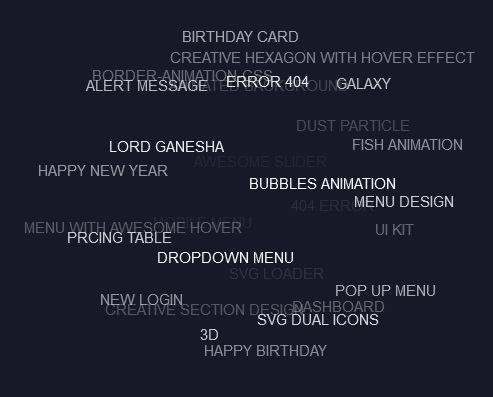 BIRTHDAY CARD
CREATIVE HEXAGON WITH HOVER EFFECT
BORDER-ANIMATION-CSS
ERROR 404
ALERT MESSAGE
BACKGROUND
GALAXY
DUST PARTICLE
LORD GANESHA
FISH ANIMATION
AWESOME SLIDER
HAPPY NEW YEAR
BUBBLES ANIMATION
MENU DESIGN
404 ERROR
MOBILE MENU
MENU WITH AWESOME HOVER
UI KIT
PRCING TABLE
DROPDOWN MENU
SVG LOADER
POP UP MENU
NEW LOGIN
DASHBOARD
CREATIVE SECTION DESIGN
SVG DUAL ICONS
3D
HAPPY BIRTHDAY